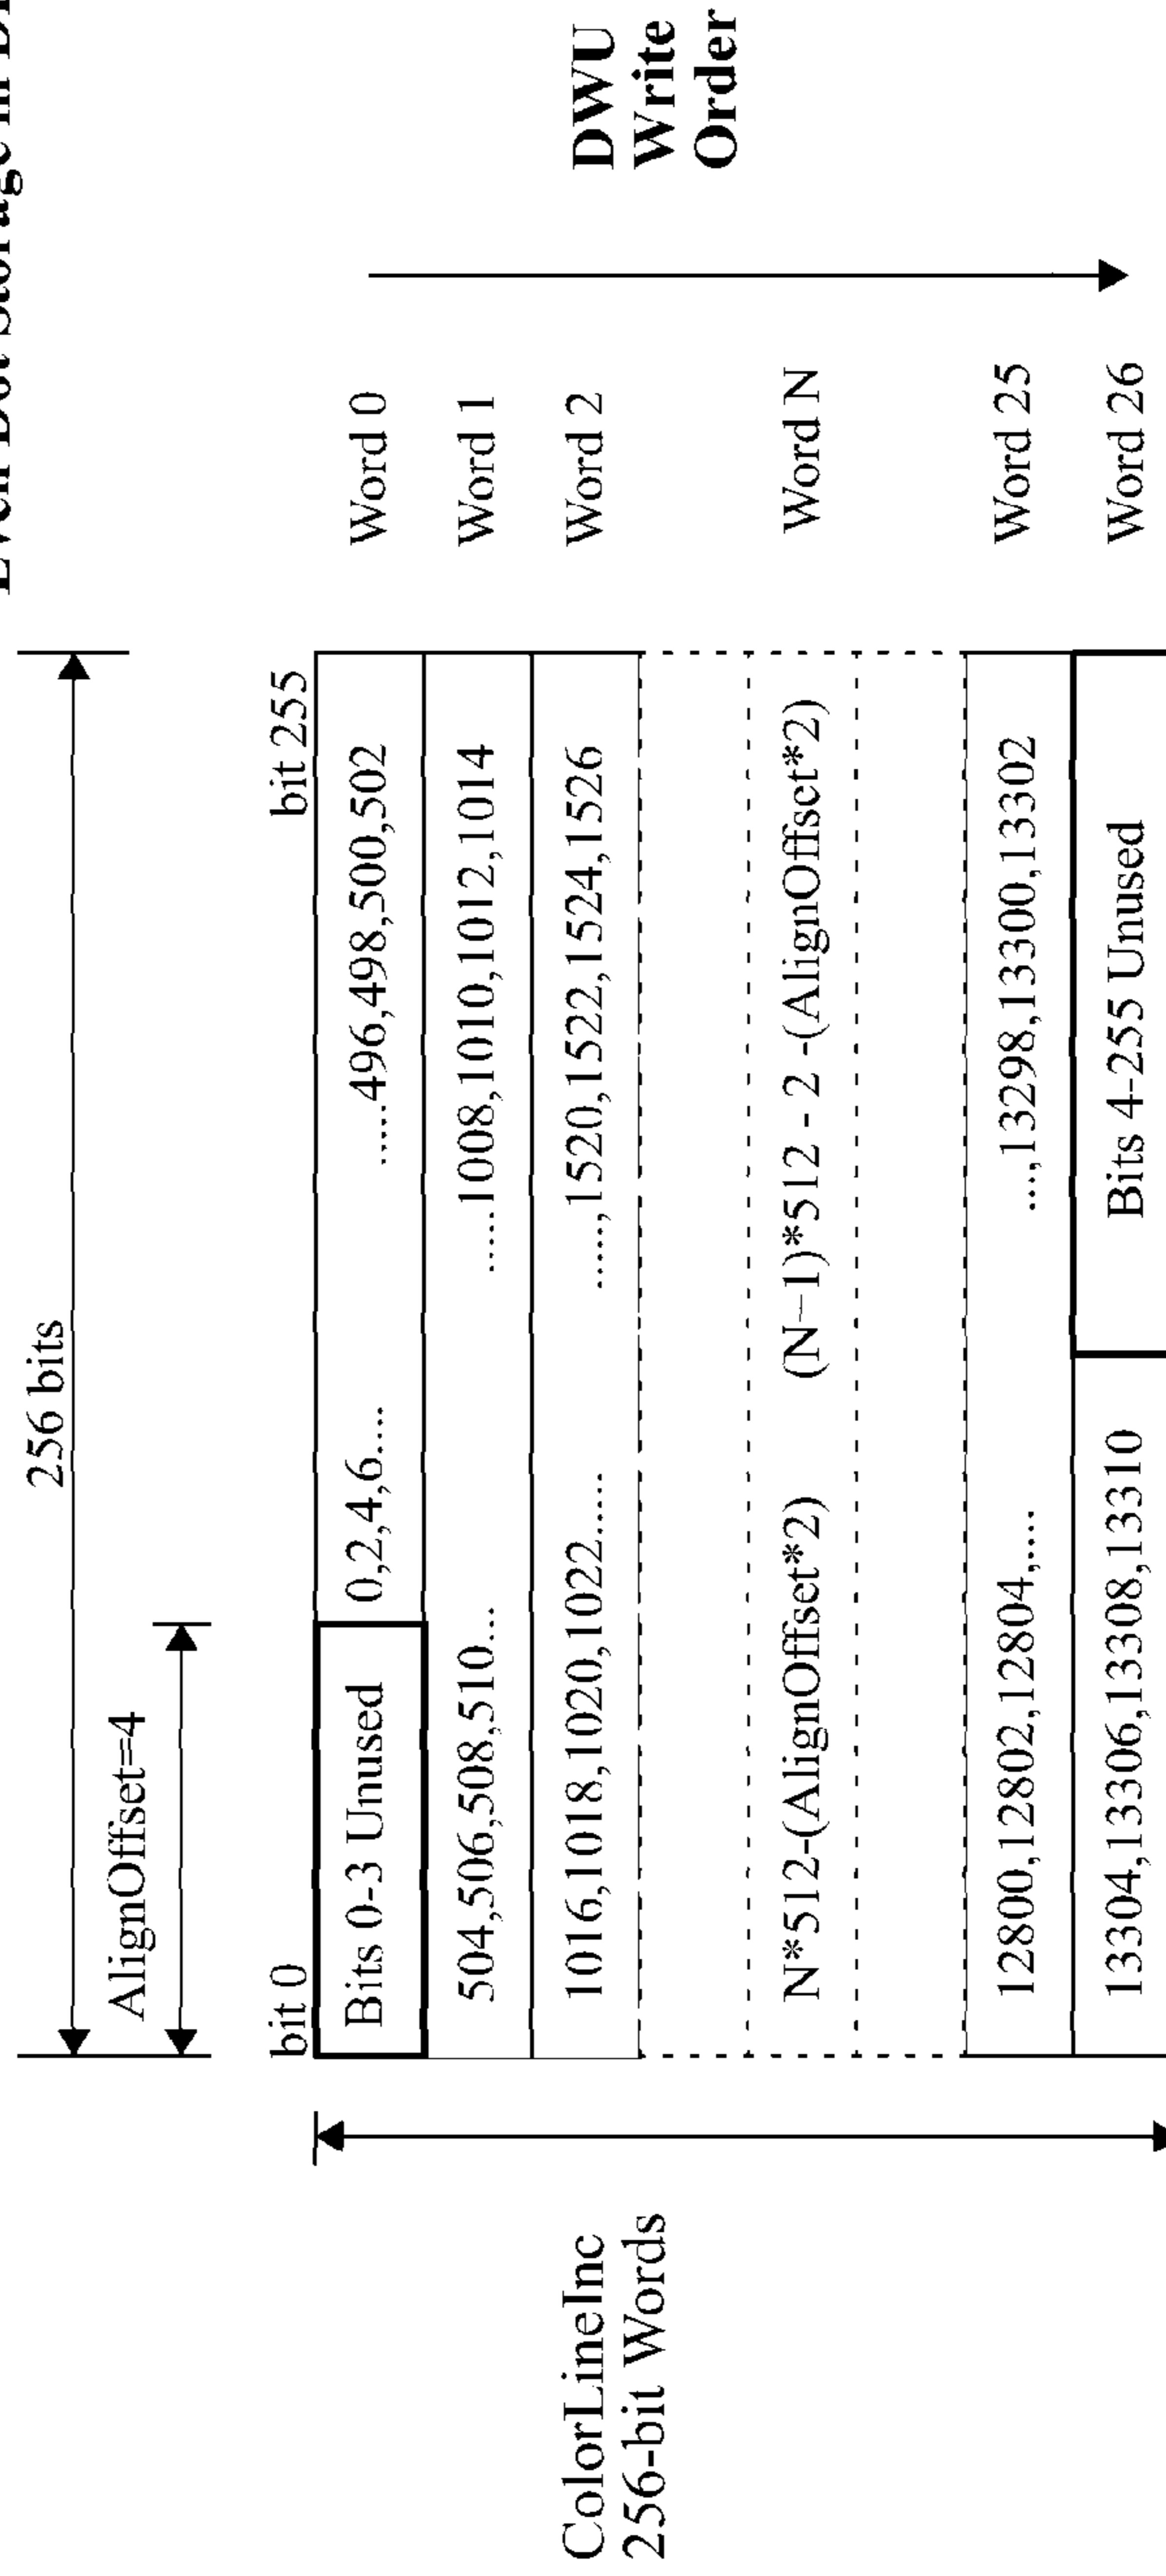 Even Dot Storage in
256 bits
AlignOffset=4
bit 0
bit 255
Bits 0-3 Unused
0,2,4,6....
.....496,498,500,502
Word 0
504,506,508,510...
.....1008,1010,1012,1014
Word 1
1016,1018,1020,1022.....
.....,1520,1522,1524,1526
Word 2
N*512-(AlignOffset*2)
(N-1)*512 - 2 -(AlignOffset*2)
Word N
12800,12802,12804,....
....,13298,13300,13302
Word 25
13304,13306,13308,13310
Bits 4-255 Unused
Word 26
ColorLineInc
256-bit Words
DWU
Write
Order